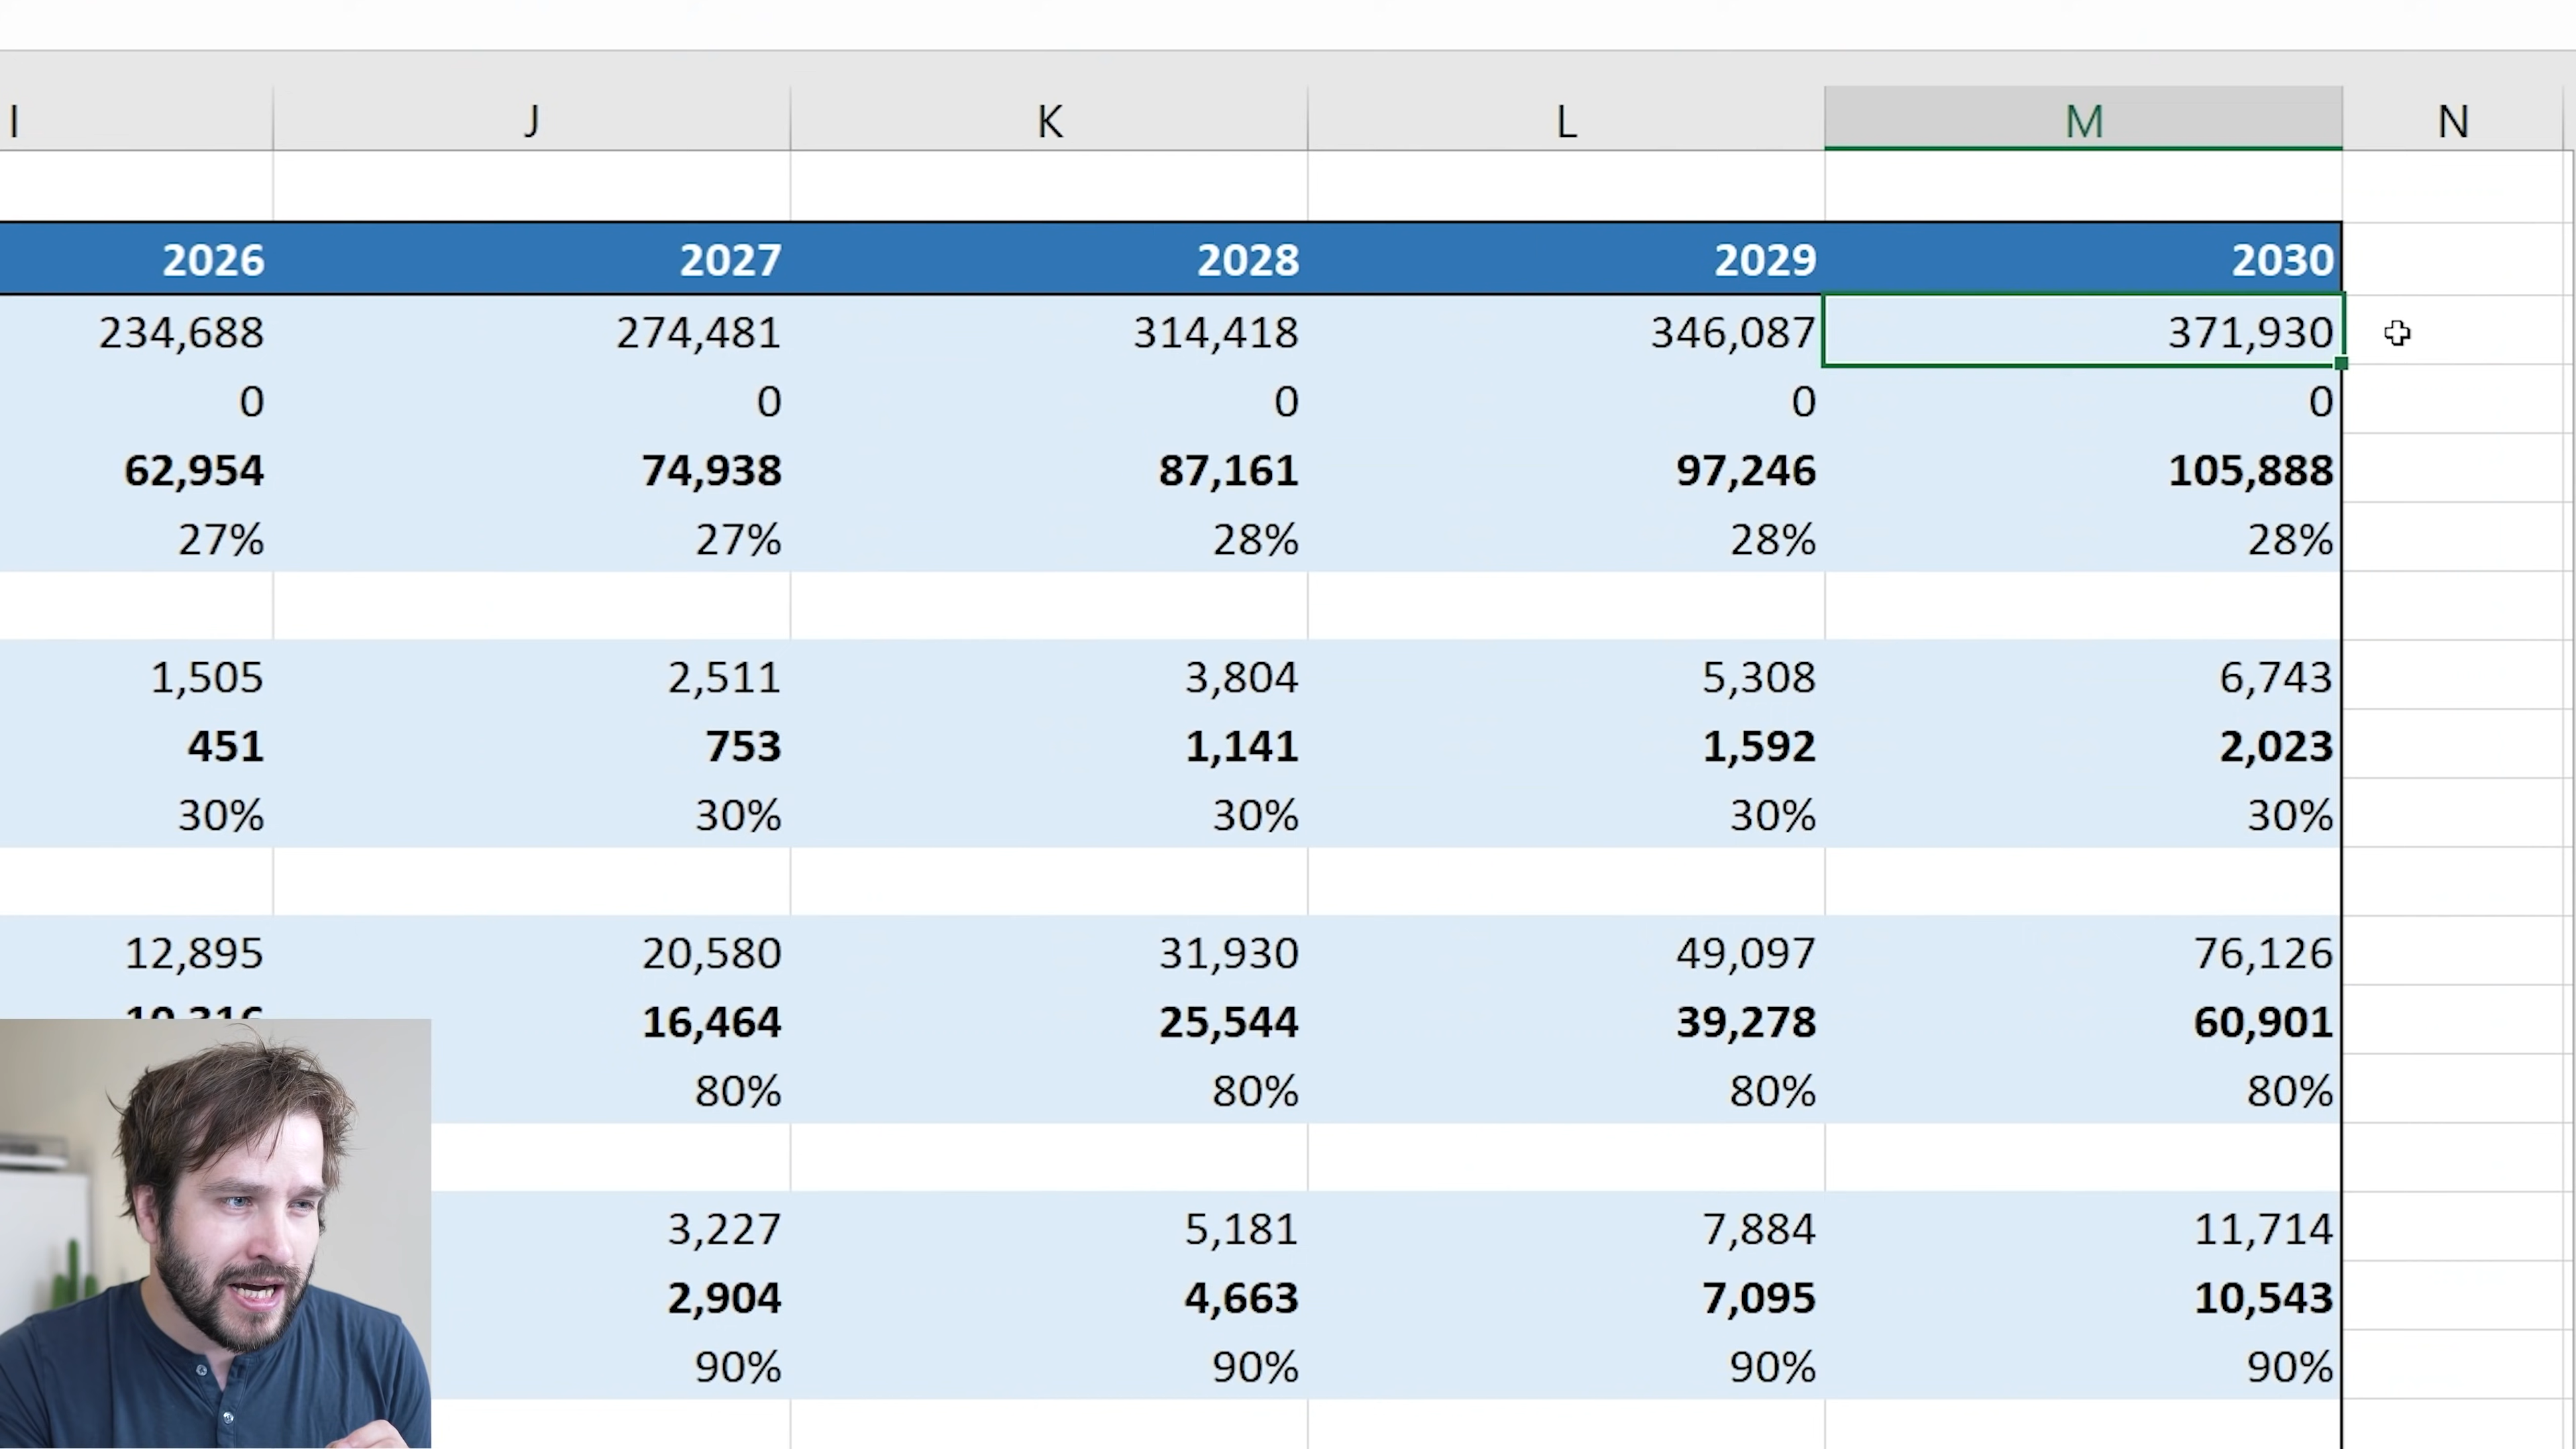 I J K L M N
2026 2027 2028 2029 2030
234,688 274,481 314,418 346,087 371,930
0 0 0 0 0
62,954 74,938 87,161 97,246 105,888
27% 27% 28% 28% 28%
1,505 2,511 3,804 5,308 6,743
451 753 1,141 1,592 2,023
30% 30% 30% 30% 30%
12,895 20,580 31,930 49,097 76,126
10,316 16,464 25,544 39,278 60,901
80% 80% 80% 80%
3,227 5,181 7,884 11,714
2,904 4,663 7,095 10,543
90% 90% 90% 90%